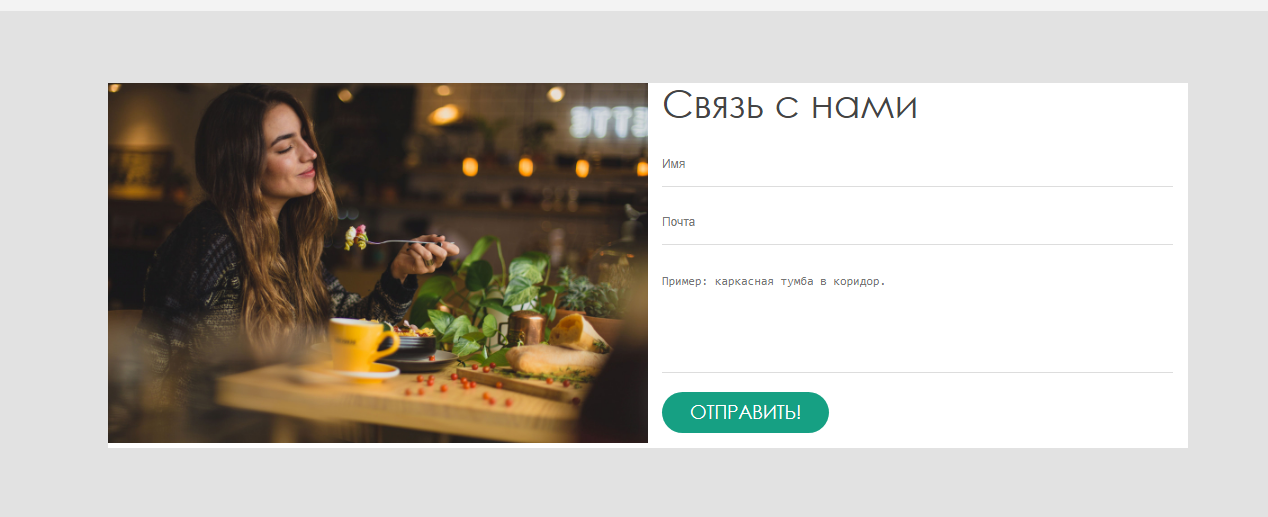 Связь с нами
Имя
Почта
Пример: каркасная тумба в коридор.
ОТПРАВИТЬ!